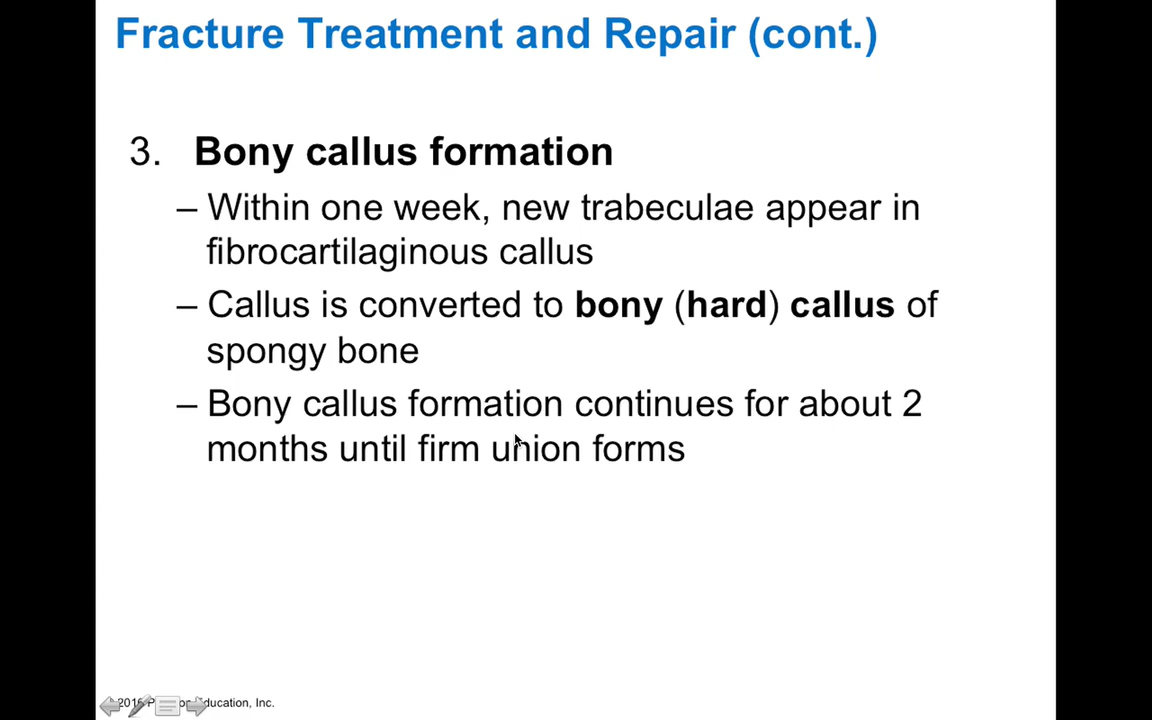 Fracture Treatment and Repair (cont.)
3. Bony callus formation
– Within one week, new trabeculae appear in
fibrocartilaginous callus
– Callus is converted to bony (hard) callus of
spongy bone
– Bony callus formation continues for about 2
months until firm union forms
Education, Inc.